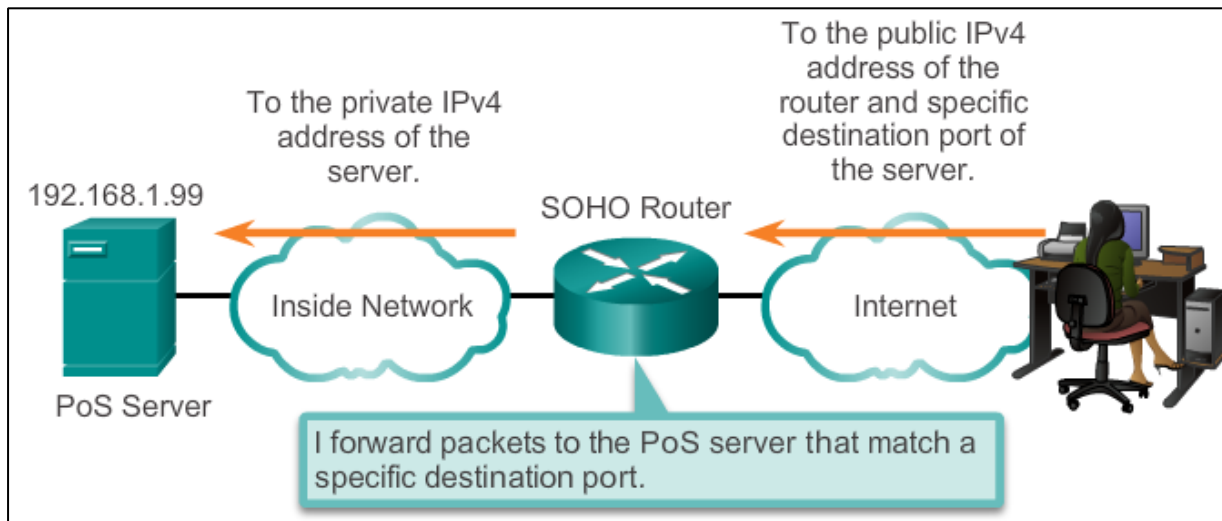 To the public IPv4
address of the
router and specific
destination port of
the server.
To the private IPv4
address of the
server.
192.168.1.99
SOHO Router
Inside Network
Internet
PoS Server
I forward packets to the PoS server that match a
specific destination port.